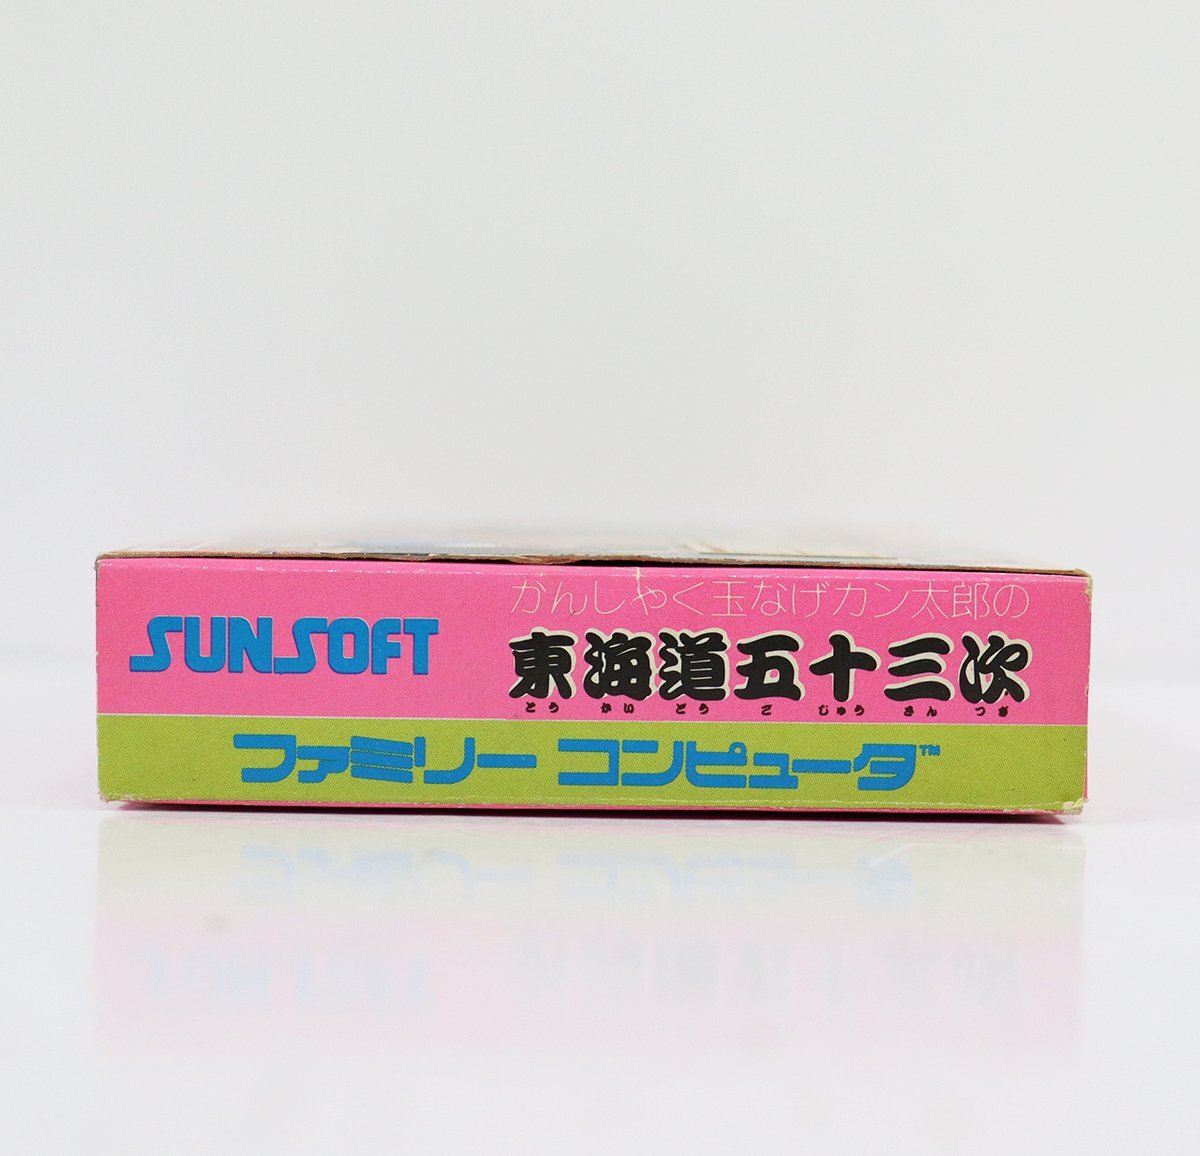 SUNSOFT
かんしゃく玉なげカン太郎の
東海道五十三次
とう かい どう ご じゅう さん つぎ
ファミリー コンピュータ™